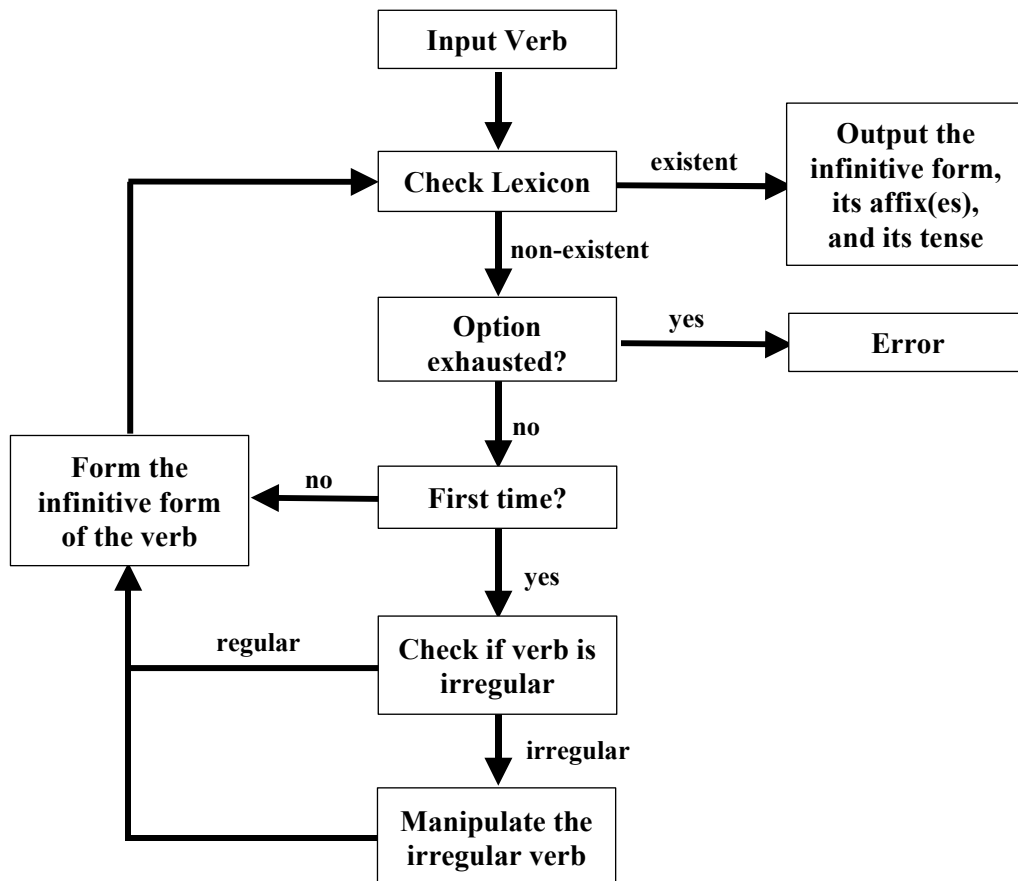 Input Verb
Check Lexicon
existent
Output the
infinitive form,
its affix(es),
and its tense
non-existent
Option
exhausted?
yes
Error
no
First time?
no
Form the
infinitive form
of the verb
yes
Check if verb is
irregular
regular
irregular
Manipulate the
irregular verb